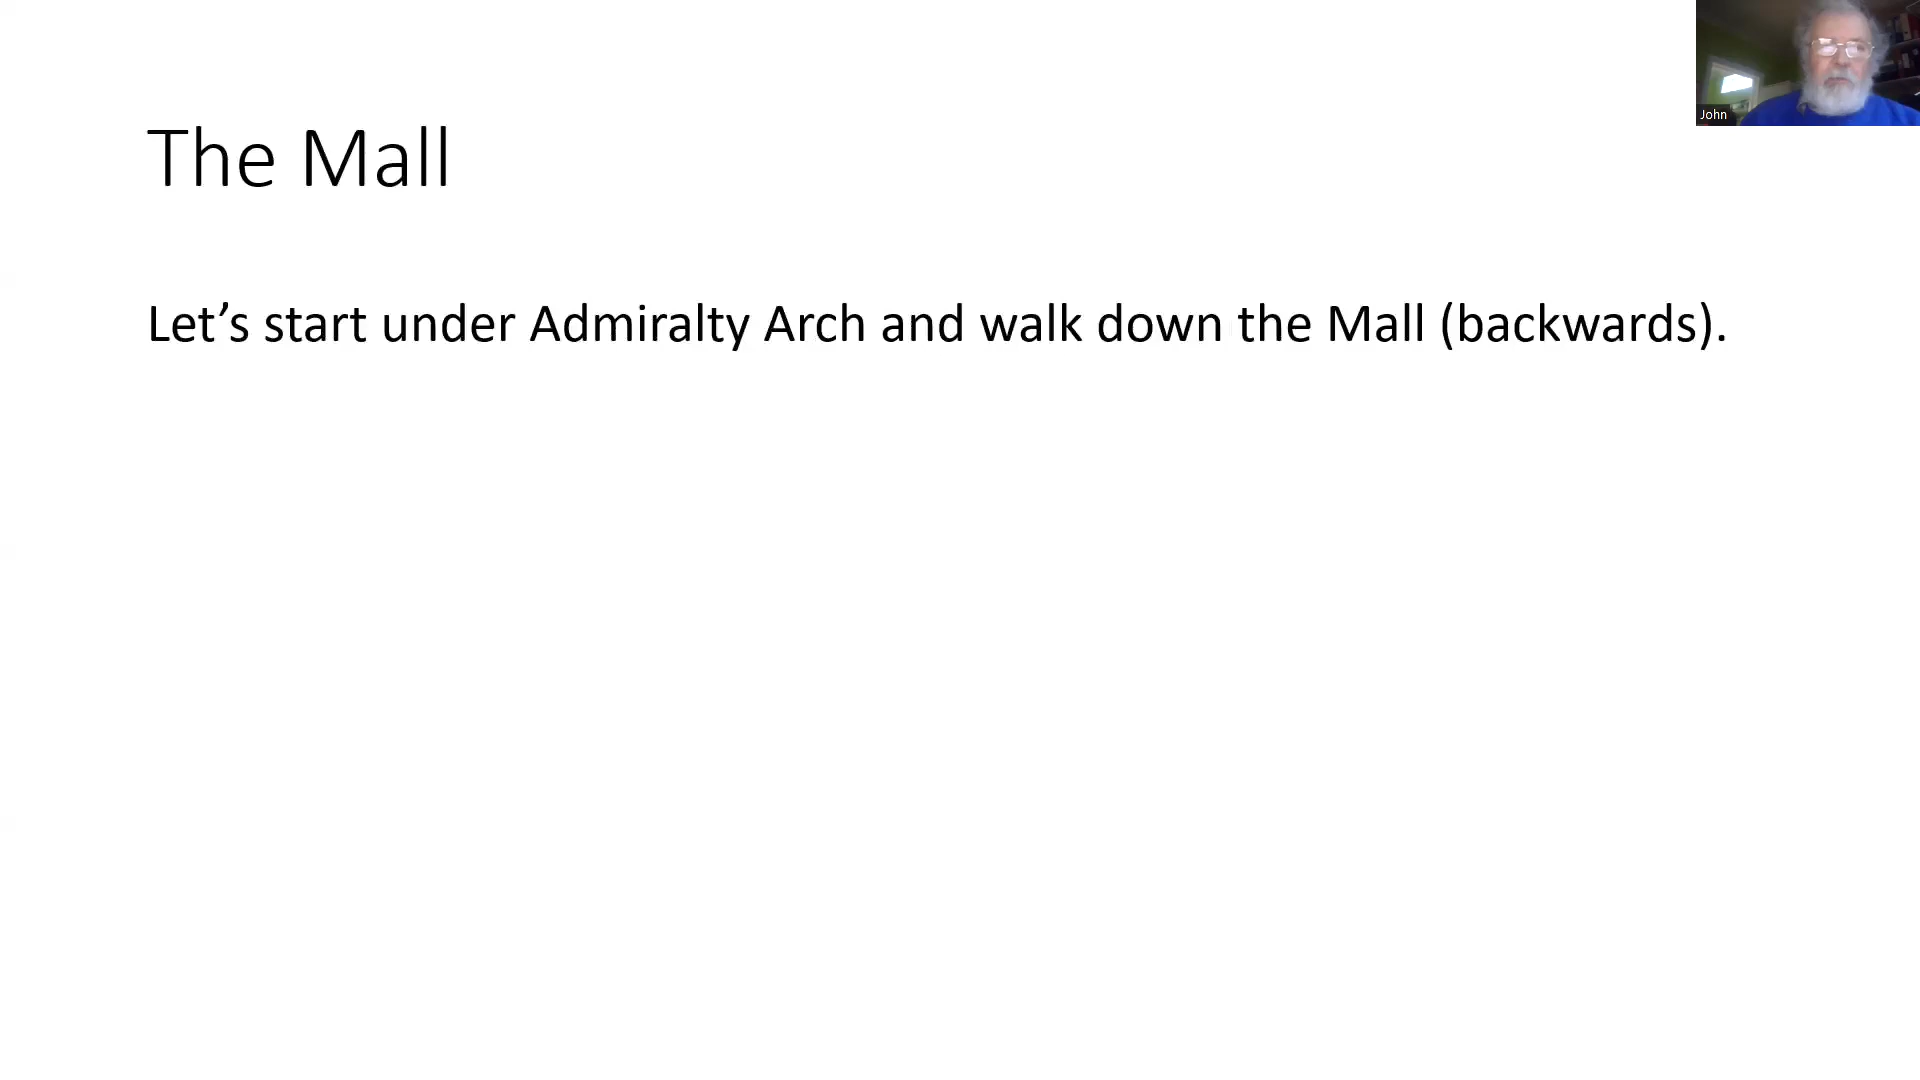 The Mall
Let’s start under Admiralty Arch and walk down the Mall (backwards).
John